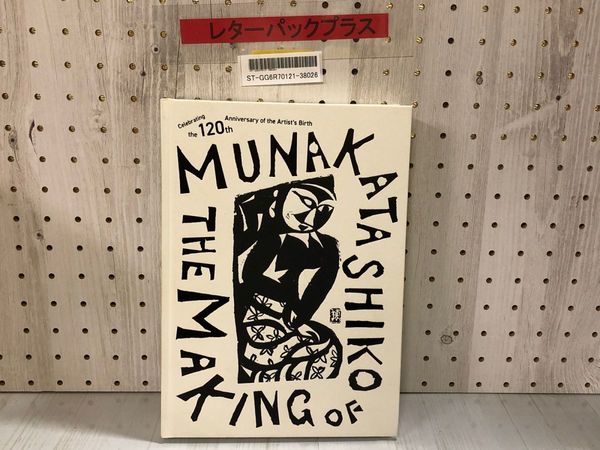 レターパックプラス
ST-GG6R70121-38026
Celebrating
the 120th
Anniversary of the Artist's Birth
THE MAKING OF
MUNAKATA SHIKO